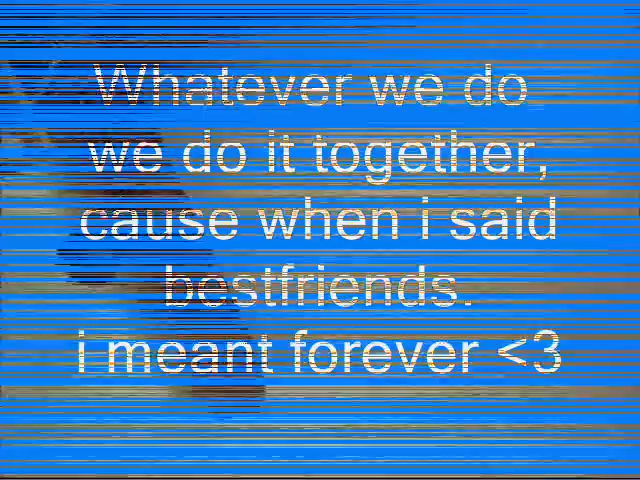 Whatever we do
we do it together,
cause when i said
bestfriends.
i meant forever <3